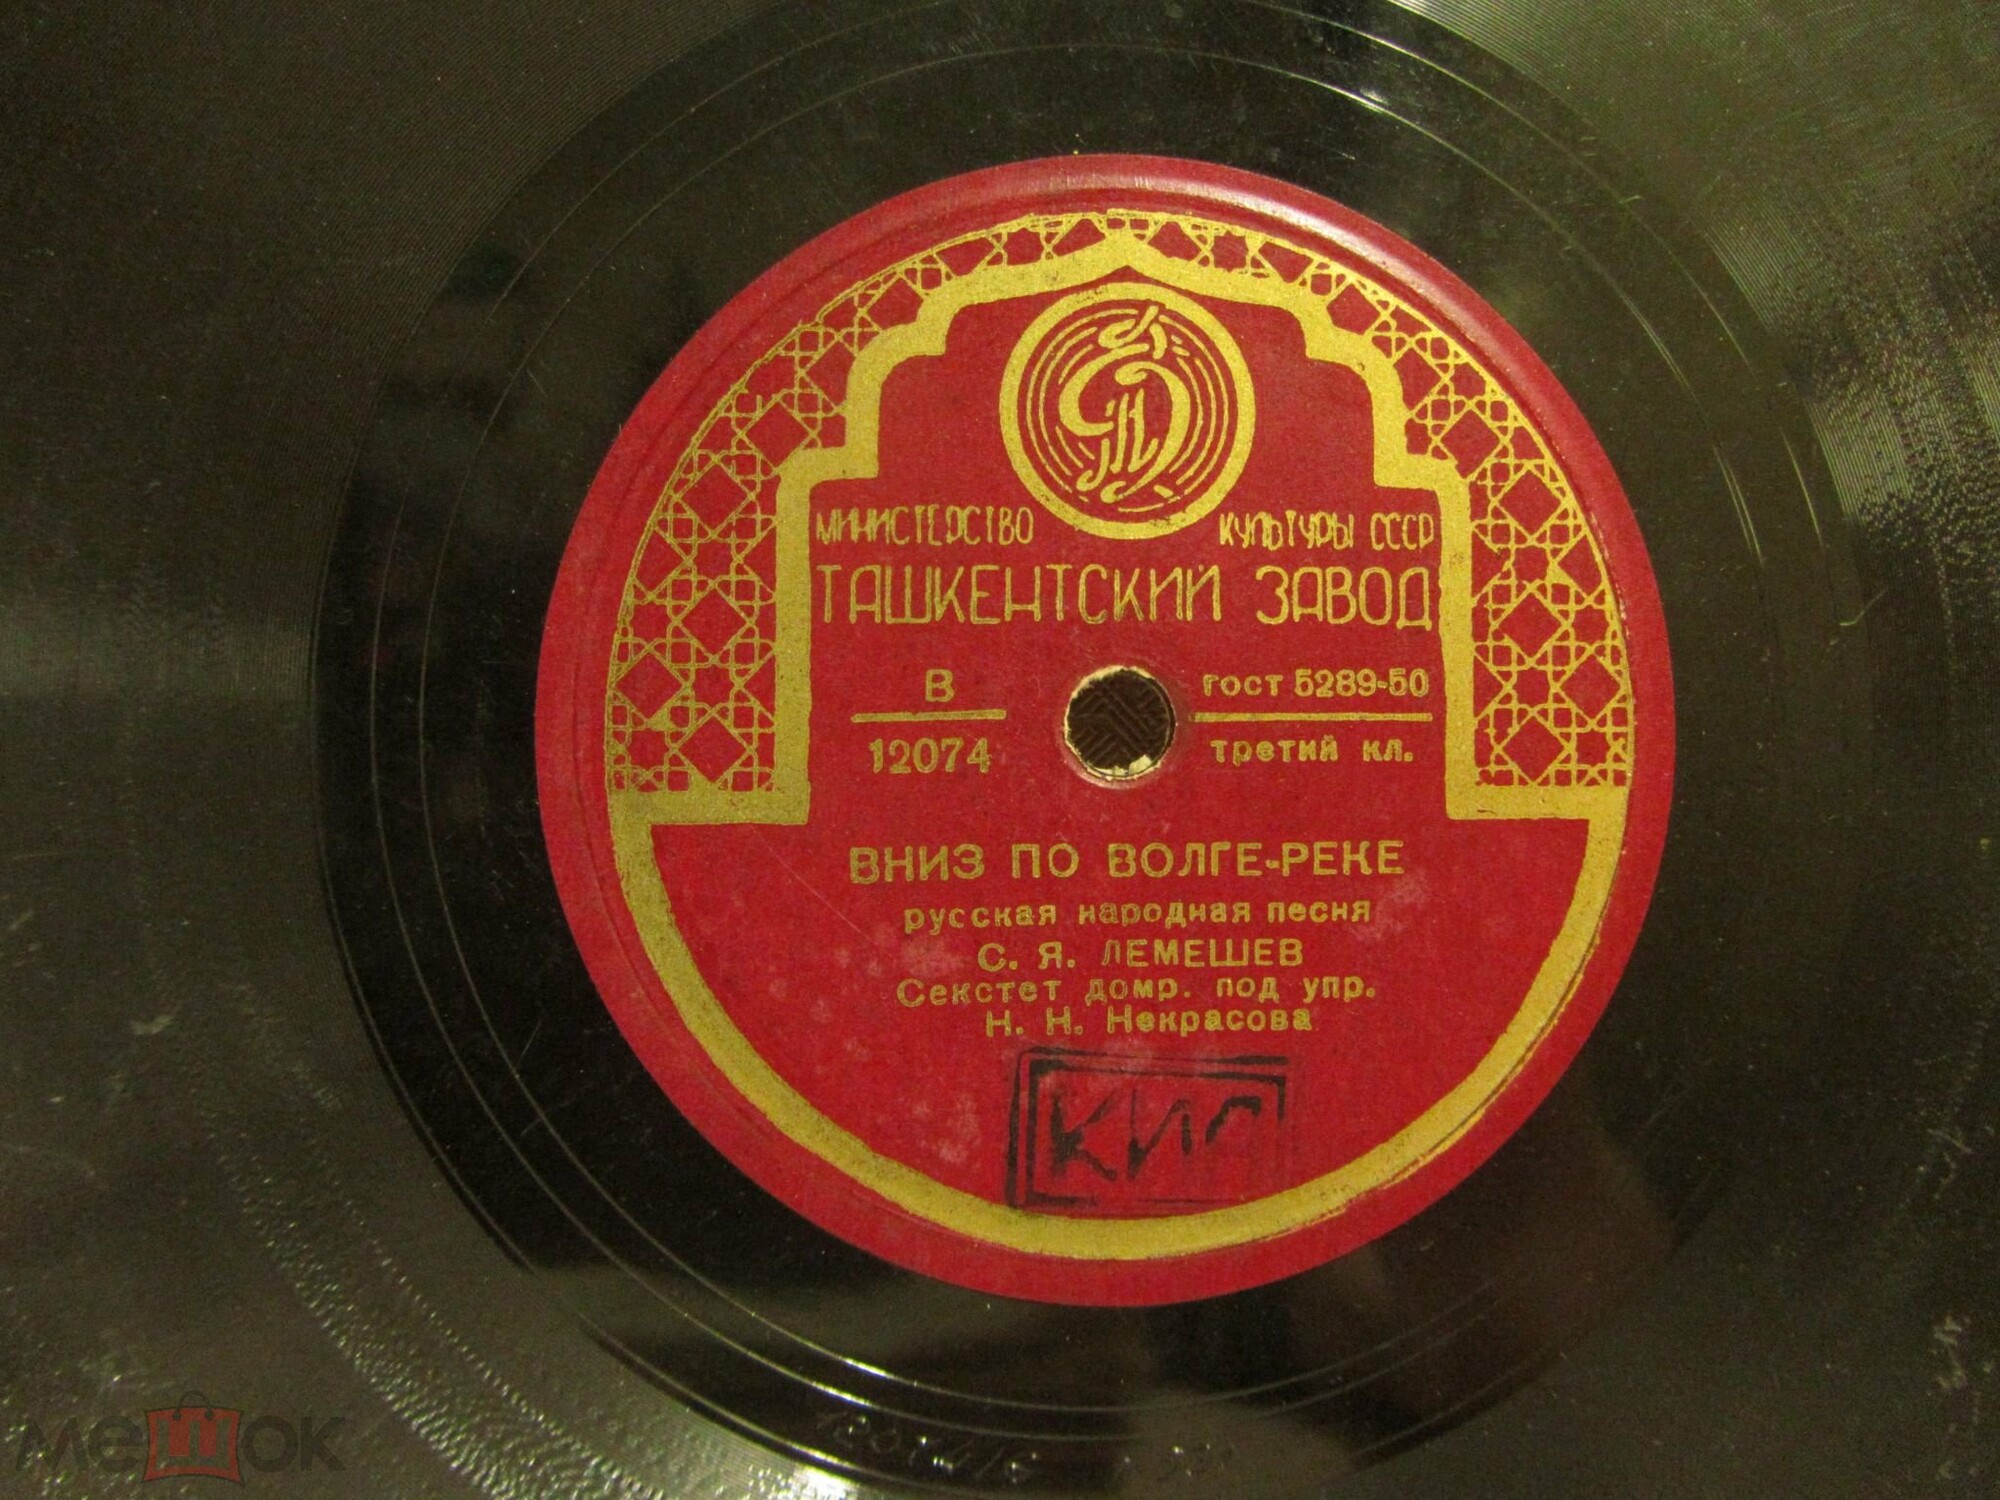 МИНИСТЕРСТВО КУЛЬТУРЫ СССР
ТАШКЕНТСКИЙ ЗАВОД
В ГОСТ 5289-50
12074 третий кл.
ВНИЗ ПО ВОЛГЕ-РЕКЕ
русская народная песня
С. Я. ЛЕМЕШЕВ
Секстет домр. под упр.
Н. Н. Некрасова
мешок